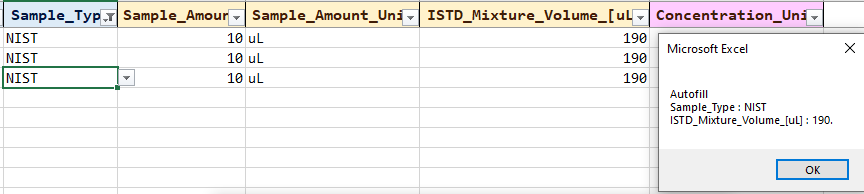 Sample_Typ Sample_Amoun Sample_Amount_Uni ISTD_Mixture_Volume_[uL Concentration_Uni
NIST 10 uL 190
NIST 10 uL 190
NIST 10 uL 190
Microsoft Excel
Autofill
Sample_Type : NIST
ISTD_Mixture_Volume_[uL] : 190.
OK